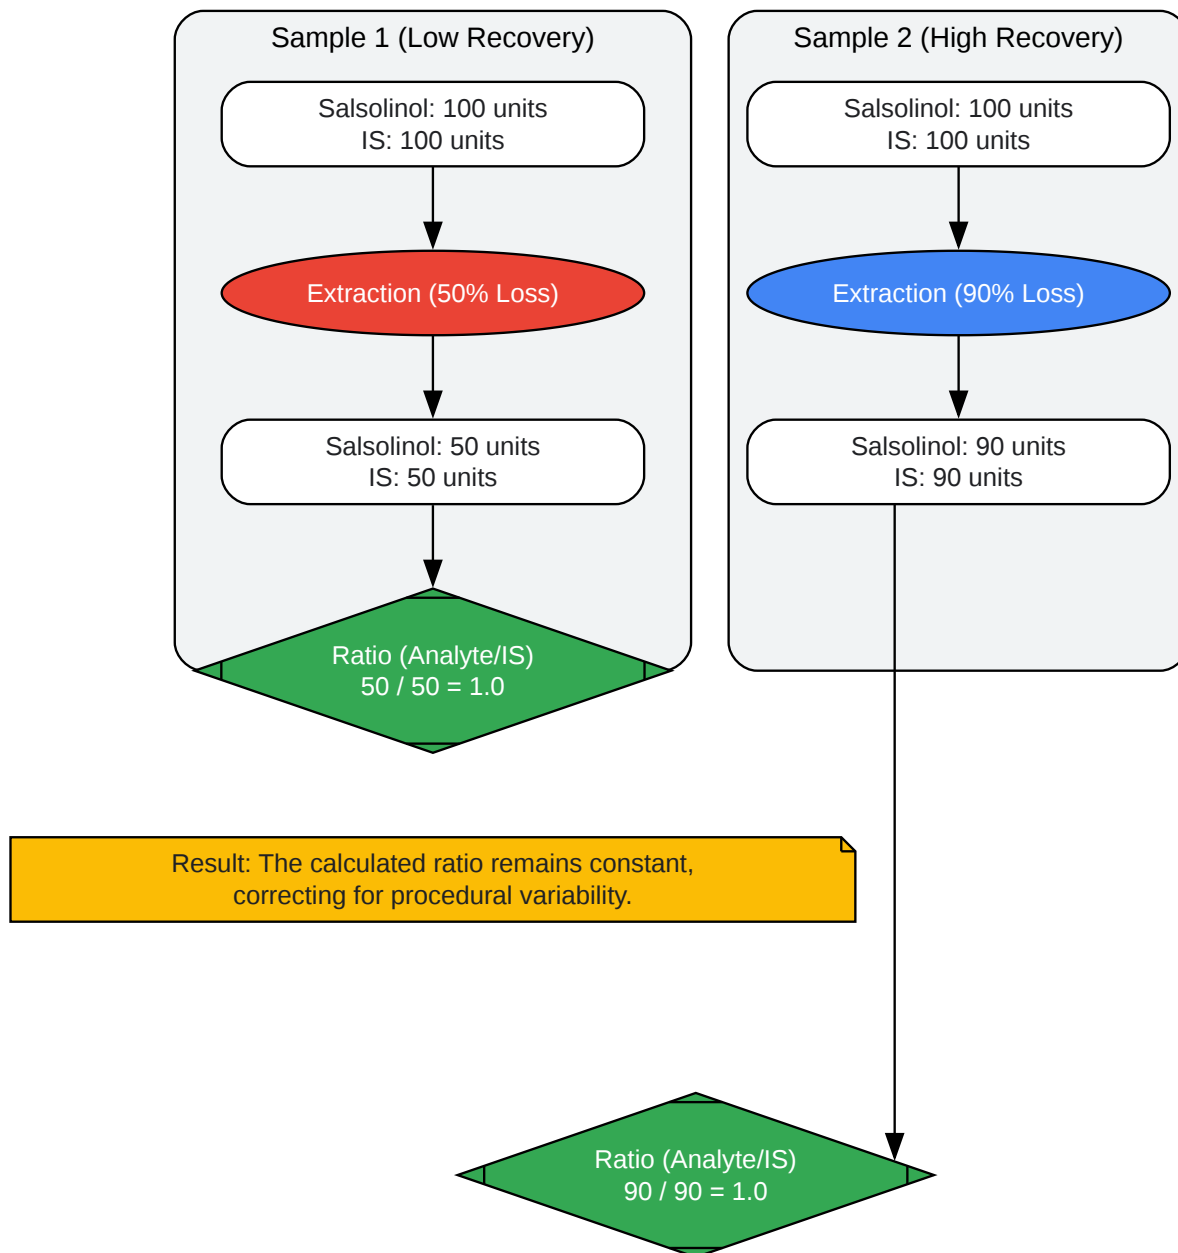 Sample 1 (Low Recovery)
Salsolinol: 100 units
IS: 100 units
Extraction (50% Loss)
Salsolinol: 50 units
IS: 50 units
Ratio (Analyte/IS)
50 / 50 = 1.0
Sample 2 (High Recovery)
Salsolinol: 100 units
IS: 100 units
Extraction (90% Loss)
Salsolinol: 90 units
IS: 90 units
Result: The calculated ratio remains constant,
correcting for procedural variability.
Ratio (Analyte/IS)
90 / 90 = 1.0